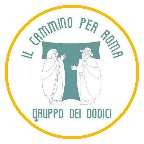 IL CAMMINO PER ROMA
GRUPPO DEI DODICI